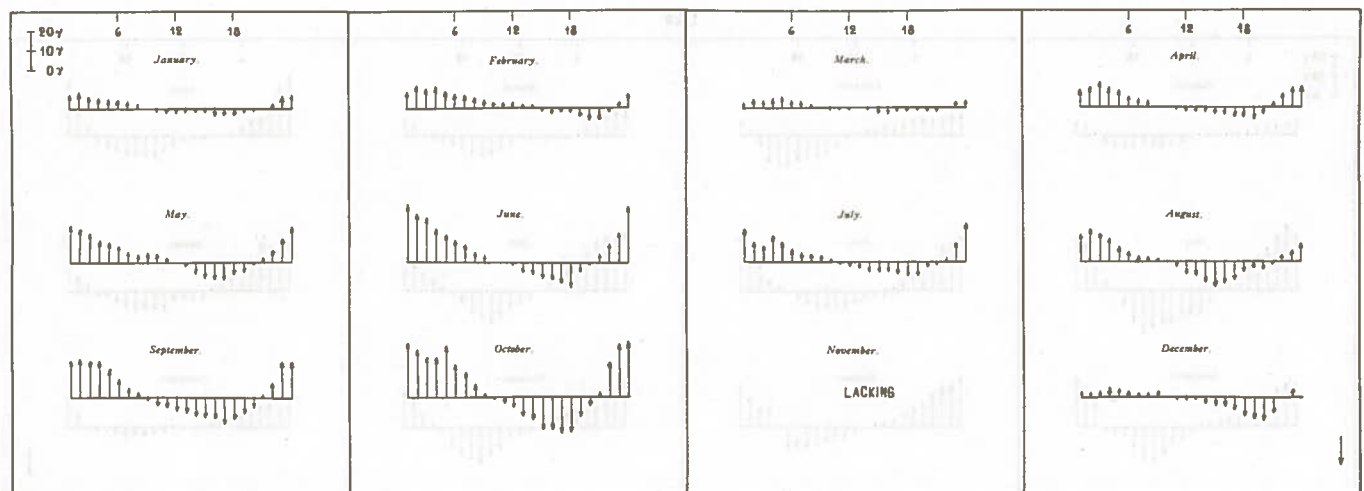 6 12 18 6 12 18 6 12 18 6 12 18
20γ
10γ
0γ
January. February. March. April.
May. June. July. August.
September. October. November. December.
LACKING